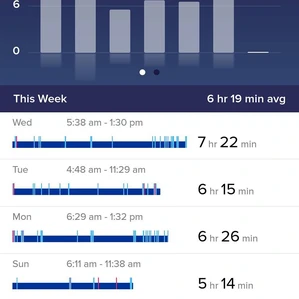 6
0
This Week 6 hr 19 min avg
Wed 5:38 am - 1:30 pm
7 hr 22 min
Tue 4:48 am - 11:29 am
6 hr 15 min
Mon 6:29 am - 1:32 pm
6 hr 26 min
Sun 6:11 am - 11:38 am
5 hr 14 min